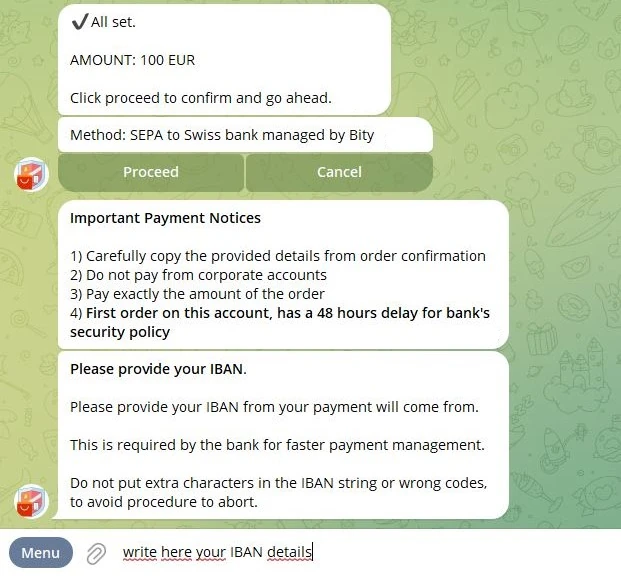 ✔All set.
AMOUNT: 100 EUR
Click proceed to confirm and go ahead.
Method: SEPA to Swiss bank managed by Bity
Proceed
Cancel
Important Payment Notices
1) Carefully copy the provided details from order confirmation
2) Do not pay from corporate accounts
3) Pay exactly the amount of the order
4) First order on this account, has a 48 hours delay for bank's
security policy
Please provide your IBAN.
Please provide your IBAN from your payment will come from.
This is required by the bank for faster payment management.
Do not put extra characters in the IBAN string or wrong codes,
to avoid procedure to abort.
Menu
write here your IBAN details